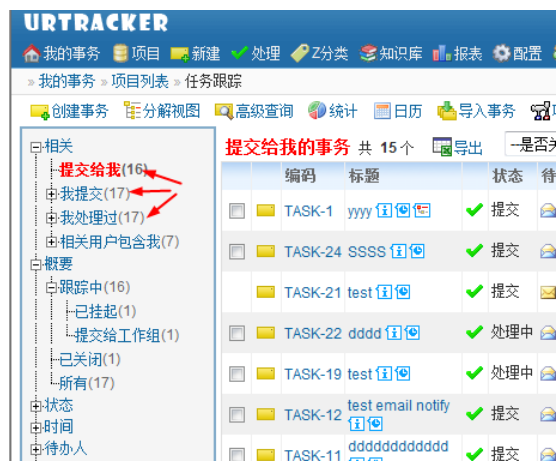 URTRACKER
我的事务 项目 新建 处理 Z分类 知识库 报表 配置
» 我的事务 » 项目列表 » 任务跟踪
创建事务 分解视图 高级查询 统计 日历 导入事务
相关
提交给我(16)
我提交(17)
我处理过(17)
相关用户包含我(7)
概要
跟踪中(16)
已挂起(1)
提交给工作组(1)
已关闭(1)
所有(17)
状态
时间
待办人
提交给我的事务 共 15个 导出 --是否关
编码 标题 状态 待
TASK-1 yyyy 提交
TASK-24 SSSS 提交
TASK-21 test 提交
TASK-22 dddd 处理中
TASK-19 test 处理中
TASK-12 test email notify 提交
TASK-11 dddddddddddd 提交